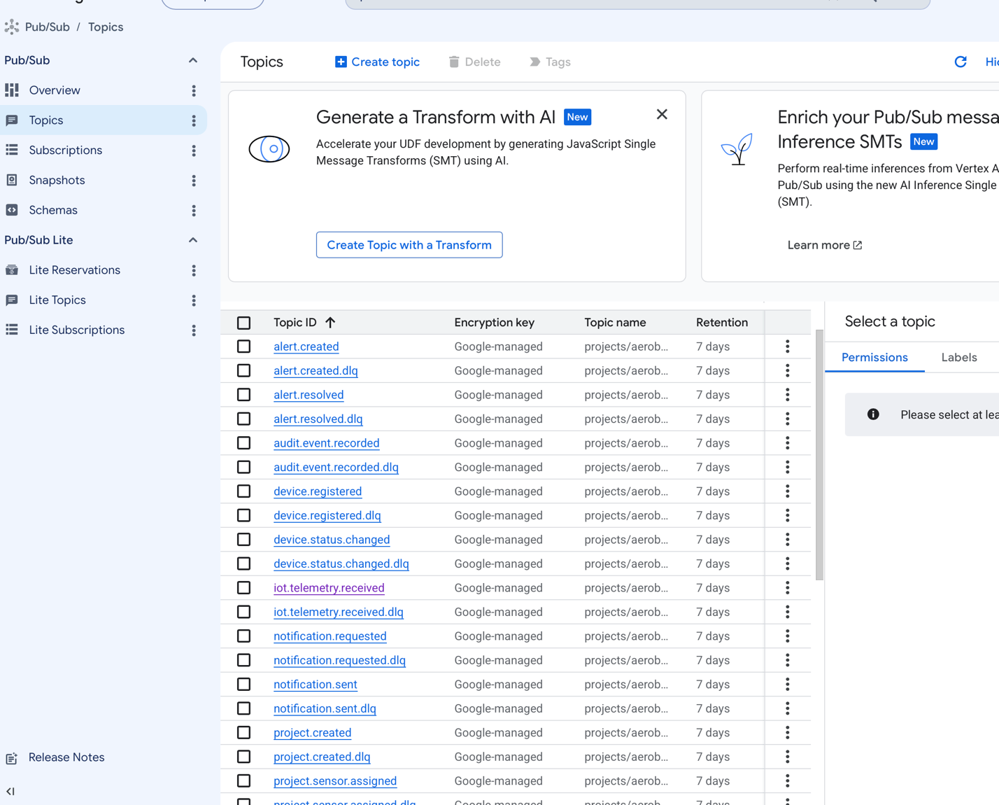 Pub/Sub / Topics
Pub/Sub
Overview
Topics
Subscriptions
Snapshots
Schemas
Pub/Sub Lite
Lite Reservations
Lite Topics
Lite Subscriptions
Release Notes
Topics
Create topic
Delete
Tags
Generate a Transform with AI New
Accelerate your UDF development by generating JavaScript Single
Message Transforms (SMT) using AI.
Create Topic with a Transform
Enrich your Pub/Sub messa
Inference SMTs New
Perform real-time inferences from Vertex A
Pub/Sub using the new AI Inference Single
(SMT).
Learn more
Topic ID Encryption key Topic name Retention
alert.created Google-managed projects/aerob... 7 days
alert.created.dlq Google-managed projects/aerob... 7 days
alert.resolved Google-managed projects/aerob... 7 days
alert.resolved.dlq Google-managed projects/aerob... 7 days
audit.event.recorded Google-managed projects/aerob... 7 days
audit.event.recorded.dlq Google-managed projects/aerob... 7 days
device.registered Google-managed projects/aerob... 7 days
device.registered.dlq Google-managed projects/aerob... 7 days
device.status.changed Google-managed projects/aerob... 7 days
device.status.changed.dlq Google-managed projects/aerob... 7 days
iot.telemetry.received Google-managed projects/aerob... 7 days
iot.telemetry.received.dlq Google-managed projects/aerob... 7 days
notification.requested Google-managed projects/aerob... 7 days
notification.requested.dlq Google-managed projects/aerob... 7 days
notification.sent Google-managed projects/aerob... 7 days
notification.sent.dlq Google-managed projects/aerob... 7 days
project.created Google-managed projects/aerob... 7 days
project.created.dlq Google-managed projects/aerob... 7 days
project.sensor.assigned Google-managed projects/aerob... 7 days
project.sensor.assigned.dlq Google-managed projects/aerob... 7 days
Select a topic
Permissions Labels
Please select at lea